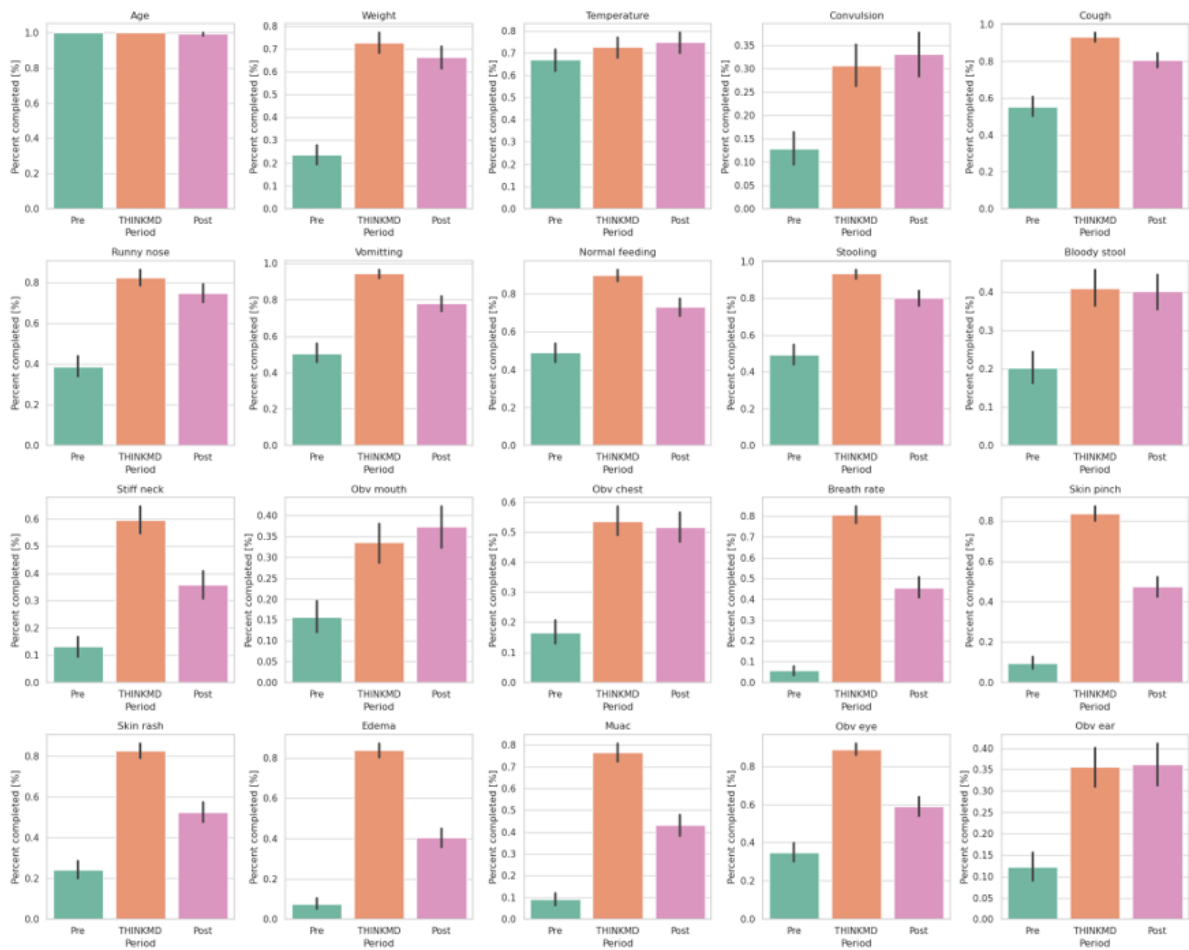 Age
Percent completed [%]
1.0
0.8
0.6
0.4
0.2
0.0
Pre THINKMD Post
Period
Weight
Percent completed [%]
0.8
0.7
0.6
0.5
0.4
0.3
0.2
0.1
0.0
Pre THINKMD Post
Period
Temperature
Percent completed [%]
0.8
0.7
0.6
0.5
0.4
0.3
0.2
0.1
0.0
Pre THINKMD Post
Period
Convulsion
Percent completed [%]
0.35
0.30
0.25
0.20
0.15
0.10
0.05
0.00
Pre THINKMD Post
Period
Cough
Percent completed [%]
1.0
0.8
0.6
0.4
0.2
0.0
Pre THINKMD Post
Period
Runny nose
Percent completed [%]
0.8
0.6
0.4
0.2
0.0
Pre THINKMD Post
Period
Vomitting
Percent completed [%]
1.0
0.8
0.6
0.4
0.2
0.0
Pre THINKMD Post
Period
Normal feeding
Percent completed [%]
0.8
0.6
0.4
0.2
0.0
Pre THINKMD Post
Period
Stooling
Percent completed [%]
1.0
0.8
0.6
0.4
0.2
0.0
Pre THINKMD Post
Period
Bloody stool
Percent completed [%]
0.4
0.3
0.2
0.1
0.0
Pre THINKMD Post
Period
Stiff neck
Percent completed [%]
0.6
0.5
0.4
0.3
0.2
0.1
0.0
Pre THINKMD Post
Period
Obv mouth
Percent completed [%]
0.40
0.35
0.30
0.25
0.20
0.15
0.10
0.05
0.00
Pre THINKMD Post
Period
Obv chest
Percent completed [%]
0.6
0.5
0.4
0.3
0.2
0.1
0.0
Pre THINKMD Post
Period
Breath rate
Percent completed [%]
0.8
0.7
0.6
0.5
0.4
0.3
0.2
0.1
0.0
Pre THINKMD Post
Period
Skin pinch
Percent completed [%]
0.8
0.6
0.4
0.2
0.0
Pre THINKMD Post
Period
Skin rash
Percent completed [%]
0.8
0.6
0.4
0.2
0.0
Pre THINKMD Post
Period
Edema
Percent completed [%]
0.8
0.6
0.4
0.2
0.0
Pre THINKMD Post
Period
Muac
Percent completed [%]
0.8
0.7
0.6
0.5
0.4
0.3
0.2
0.1
0.0
Pre THINKMD Post
Period
Obv eye
Percent completed [%]
0.8
0.6
0.4
0.2
0.0
Pre THINKMD Post
Period
Obv ear
Percent completed [%]
0.40
0.35
0.30
0.25
0.20
0.15
0.10
0.05
0.00
Pre THINKMD Post
Period